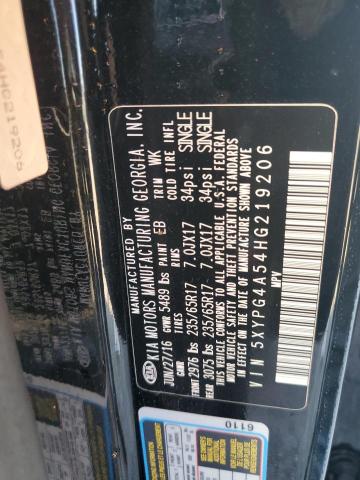 MANUFACTURED BY
KIA KIA MOTORS MANUFACTURING GEORGIA, INC.
JUN/27/16 PAINT EB TRIM WK
GVWR 5489 lbs
GAWR TIRES RIMS COLD TIRE INFL
FRONT 2976 lbs 235/65R17 7.0JX17 34psi SINGLE
REAR 3075 lbs 235/65R17 7.0JX17 34psi SINGLE
THIS VEHICLE CONFORMS TO ALL APPLICABLE U.S.A FEDERAL
MOTOR VEHICLE SAFETY AND THEFT PREVENTION STANDARDS
IN EFFECT ON THE DATE OF MANUFACTURE SHOWN ABOVE
VIN 5XYPG4A54HG219206
MPV
6110